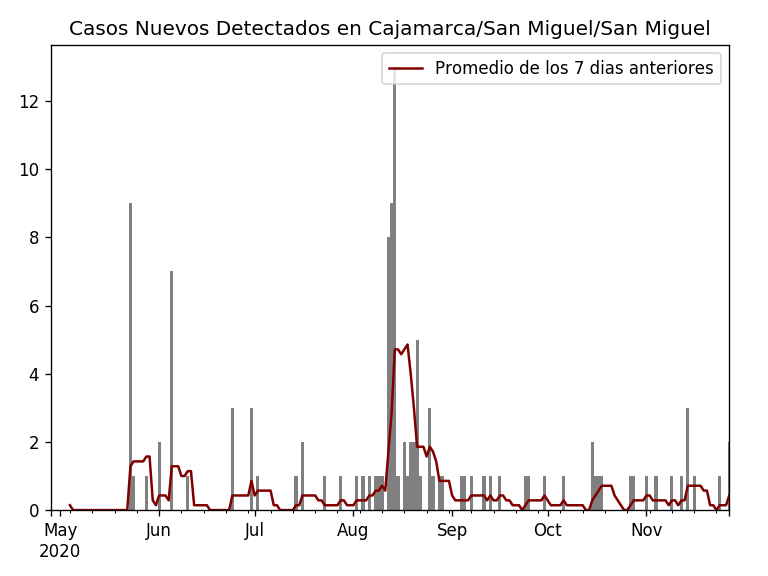 Casos Nuevos Detectados en Cajamarca/San Miguel/San Miguel
Promedio de los 7 dias anteriores
12
10
8
6
4
2
0
May Jun Jul Aug Sep Oct Nov
2020